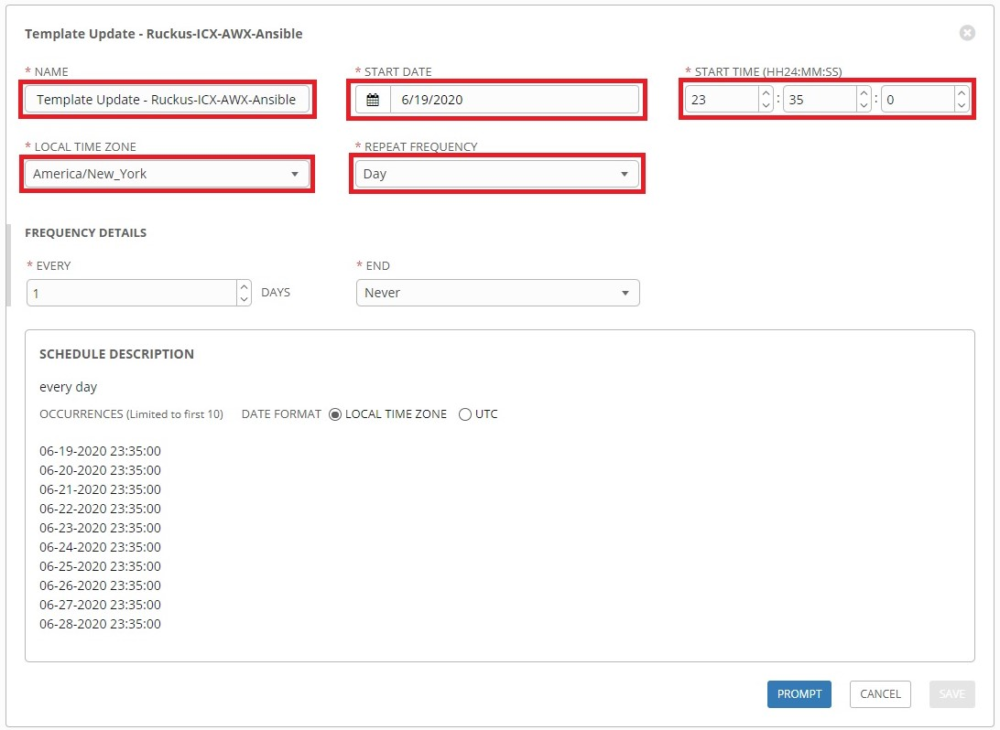 Template Update - Ruckus-ICX-AWX-Ansible
* NAME
* START DATE
* START TIME (HH24:MM:SS)
Template Update - Ruckus-ICX-AWX-Ansible
6/19/2020
23 : 35 : 0
* LOCAL TIME ZONE
* REPEAT FREQUENCY
America/New_York
Day
FREQUENCY DETAILS
* EVERY
* END
1 DAYS
Never
SCHEDULE DESCRIPTION
every day
OCCURRENCES (Limited to first 10) DATE FORMAT LOCAL TIME ZONE UTC
06-19-2020 23:35:00
06-20-2020 23:35:00
06-21-2020 23:35:00
06-22-2020 23:35:00
06-23-2020 23:35:00
06-24-2020 23:35:00
06-25-2020 23:35:00
06-26-2020 23:35:00
06-27-2020 23:35:00
06-28-2020 23:35:00
PROMPT CANCEL SAVE